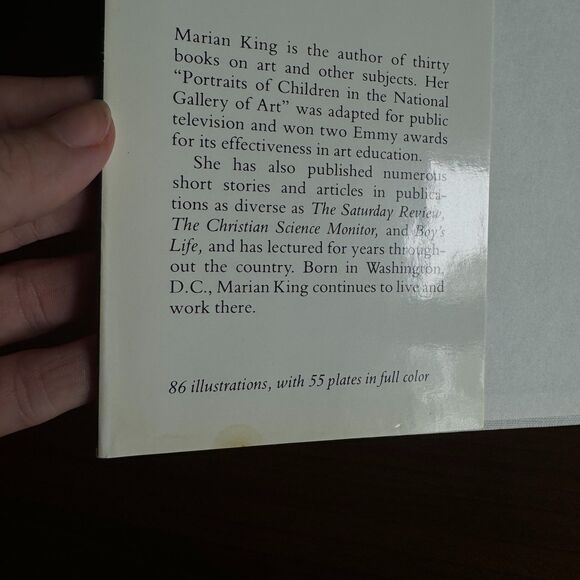 Marian King is the author of thirty
books on art and other subjects. Her
“Portraits of Children in the National
Gallery of Art” was adapted for public
television and won two Emmy awards
for its effectiveness in art education.
She has also published numerous
short stories and articles in publica-
tions as diverse as The Saturday Review,
The Christian Science Monitor, and Boy's
Life, and has lectured for years through-
out the country. Born in Washington,
D.C., Marian King continues to live and
work there.
86 illustrations, with 55 plates in full color